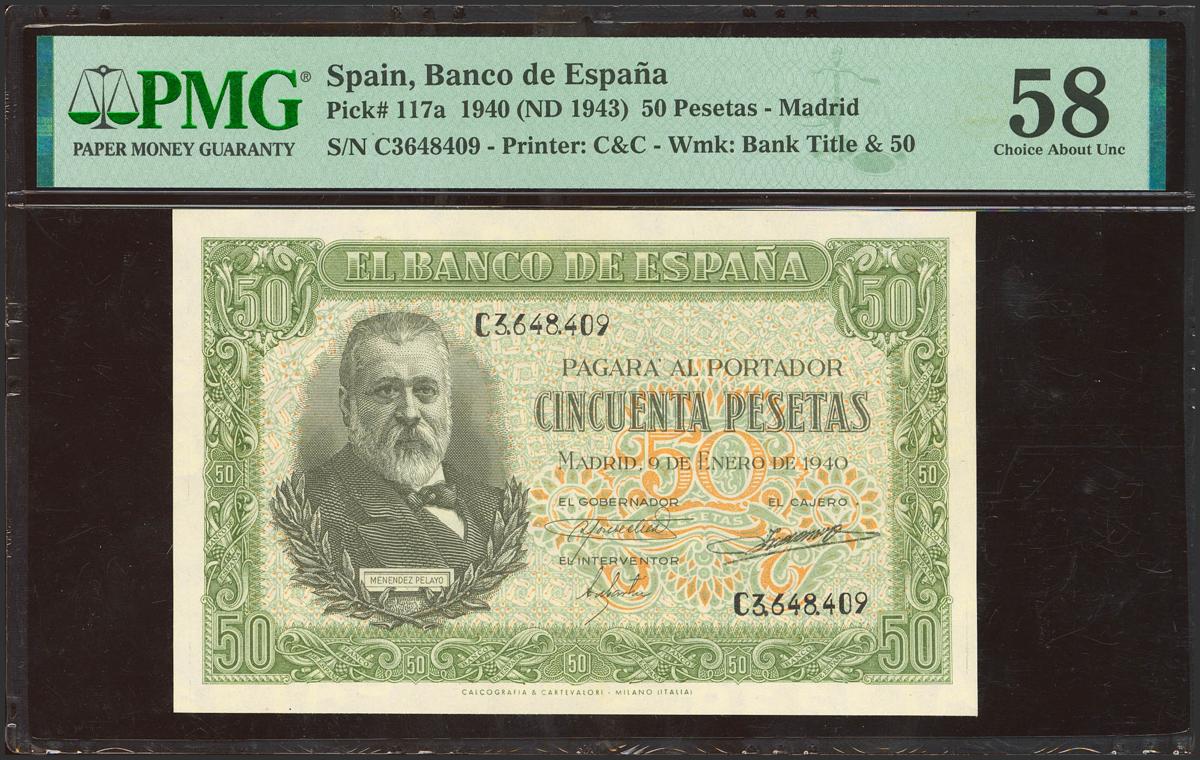 PMG®
PAPER MONEY GUARANTY
Spain, Banco de España
Pick# 117a 1940 (ND 1943) 50 Pesetas - Madrid
S/N C3648409 - Printer: C&C - Wmk: Bank Title & 50
58
Choice About Unc
50 EL BANCO DE ESPAÑA 50
C3.648.409
PAGARA AL PORTADOR
CINCUENTA PESETAS
50
MADRID, 9 DE ENERO DE 1940
50 50
EL GOBERNADOR EL CAJERO
PESETAS
EL INTERVENTOR
MENENDEZ PELAYO
C3.648.409
50 50 50 50 50
CALCOGRAFIA & CARTEVALORI - MILANO (ITALIA)